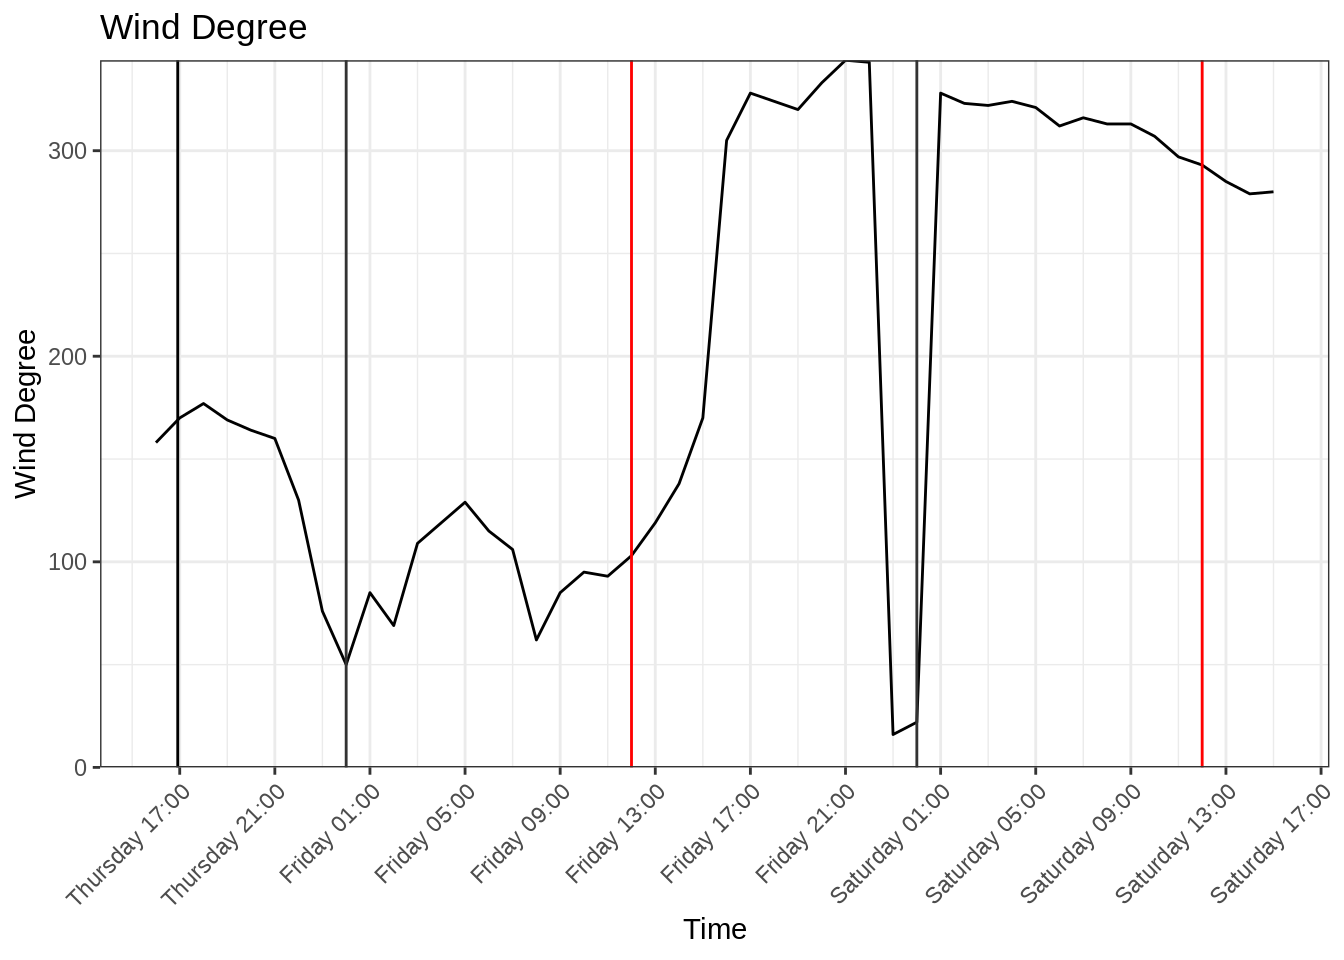 Wind Degree
Wind Degree
300
200
100
0
Thursday 17:00
Thursday 21:00
Friday 01:00
Friday 05:00
Friday 09:00
Friday 13:00
Friday 17:00
Friday 21:00
Saturday 01:00
Saturday 05:00
Saturday 09:00
Saturday 13:00
Saturday 17:00
Time